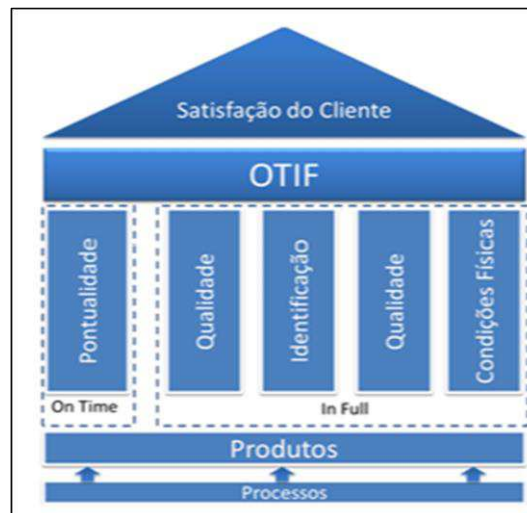 Satisfação do Cliente
OTIF
Pontualidade
Qualidade
Identificação
Qualidade
Condições Físicas
On Time
In Full
Produtos
Processos